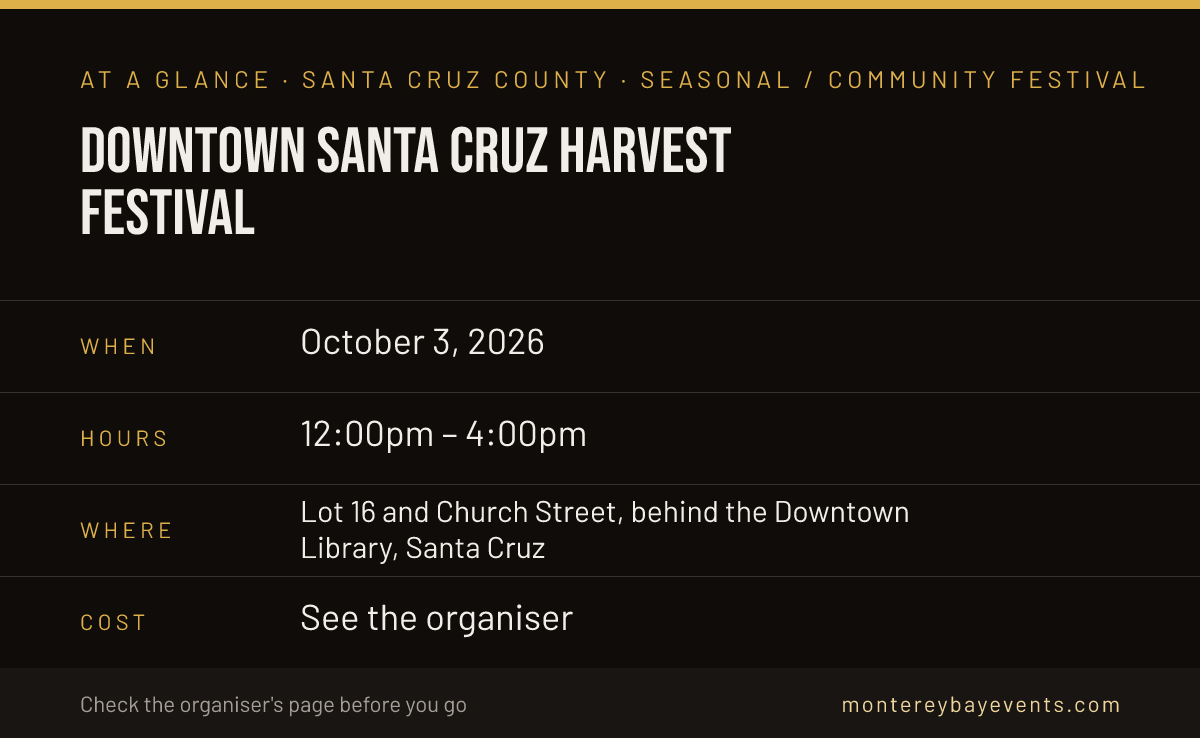 AT A GLANCE · SANTA CRUZ COUNTY · SEASONAL / COMMUNITY FESTIVAL
DOWNTOWN SANTA CRUZ HARVEST
FESTIVAL
WHEN
October 3, 2026
HOURS
12:00pm – 4:00pm
WHERE
Lot 16 and Church Street, behind the Downtown
Library, Santa Cruz
COST
See the organiser
Check the organiser's page before you go
montereybayevents.com